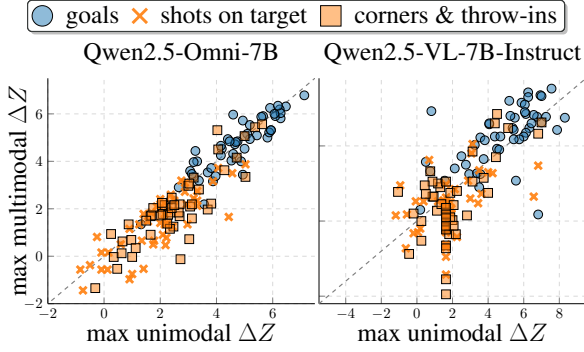 goals shots on target corners & throw-ins
Qwen2.5-Omni-7B Qwen2.5-VL-7B-Instruct
max multimodal ΔZ
6
4
2
0
−2
−2 0 2 4 6 8 −4 −2 0 2 4 6 8
max unimodal ΔZ max unimodal ΔZ